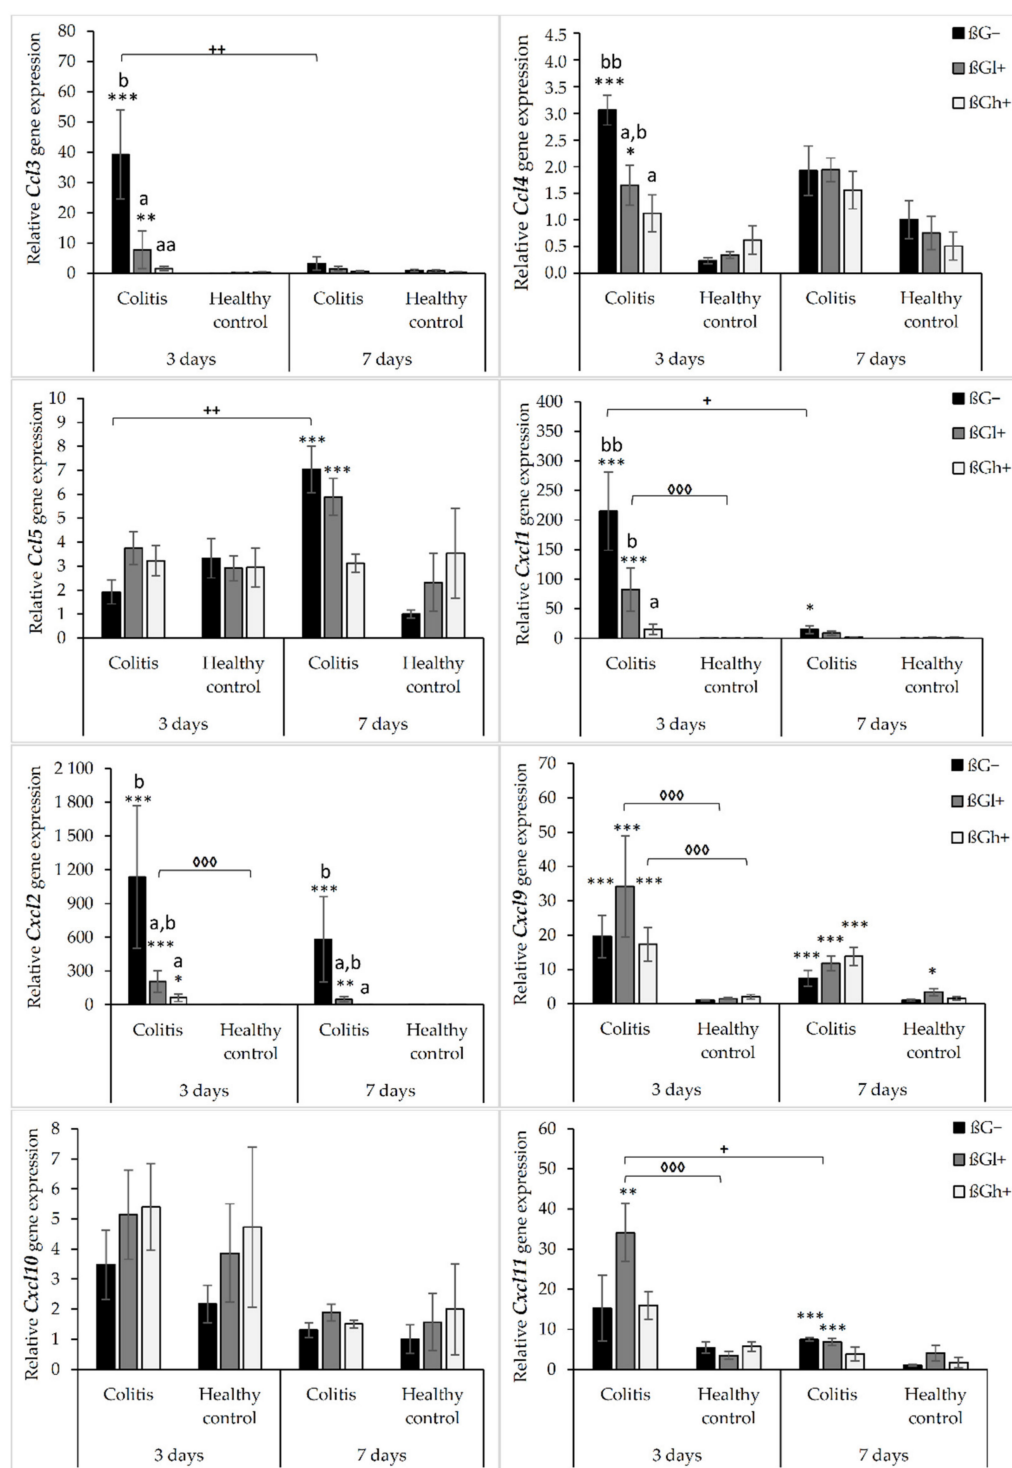 Relative Ccl3 gene expression
80
70
60
50
40
30
20
10
0
++
b
***
a
**
aa
Colitis
Healthy
control
Colitis
Healthy
control
3 days
7 days
Relative Ccl4 gene expression
4.5
4.0
3.5
3.0
2.5
2.0
1.5
1.0
0.5
0.0
bb
***
a,b
*
a
ßG−
ßGl+
ßGh+
Colitis
Healthy
control
Colitis
Healthy
control
3 days
7 days
Relative Ccl5 gene expression
10
9
8
7
6
5
4
3
2
1
0
++
***
***
Colitis
Healthy
control
Colitis
Healthy
control
3 days
7 days
Relative Cxcl1 gene expression
400
350
300
250
200
150
100
50
0
+
bb
***
◊◊◊
b
***
a
*
ßG−
ßGl+
ßGh+
Colitis
Healthy
control
Colitis
Healthy
control
3 days
7 days
Relative Cxcl2 gene expression
2 100
1 800
1 500
1 200
900
600
300
0
b
***
◊◊◊
a,b
***
a
*
b
***
a,b
**
a
Colitis
Healthy
control
Colitis
Healthy
control
3 days
7 days
Relative Cxcl9 gene expression
70
60
50
40
30
20
10
0
◊◊◊
***
◊◊◊
***
***
***
***
***
*
ßG−
ßGl+
ßGh+
Colitis
Healthy
control
Colitis
Healthy
control
3 days
7 days
Relative Cxcl10 gene expression
8
7
6
5
4
3
2
1
0
Colitis
Healthy
control
Colitis
Healthy
control
3 days
7 days
Relative Cxcl11 gene expression
60
50
40
30
20
10
0
+
◊◊◊
**
***
***
ßG−
ßGl+
ßGh+
Colitis
Healthy
control
Colitis
Healthy
control
3 days
7 days